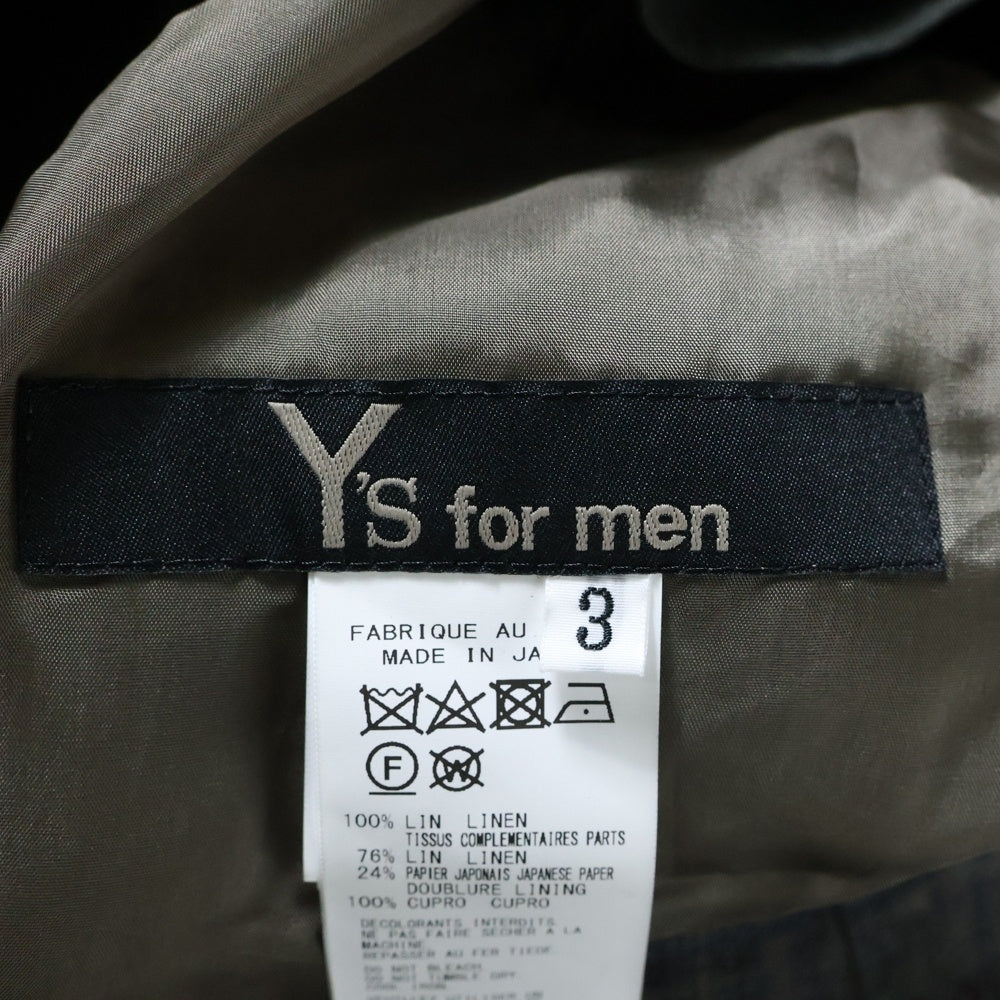 Y's for men
3
FABRIQUE AU
MADE IN JA
F
W
100% LIN LINEN
TISSUS COMPLEMENTAIRES PARTS
76% LIN LINEN
24% PAPIER JAPONAIS JAPANESE PAPER
DOUBLURE LINING
100% CUPRO CUPRO
DECOLORANTS INTERDITS
NE PAS FAIRE SECHER A LA
MACHINE
REPASSER AU FER TIEDE
DO NOT BLEACH.
DO NOT TUMBLE DRY.
COOL IRON